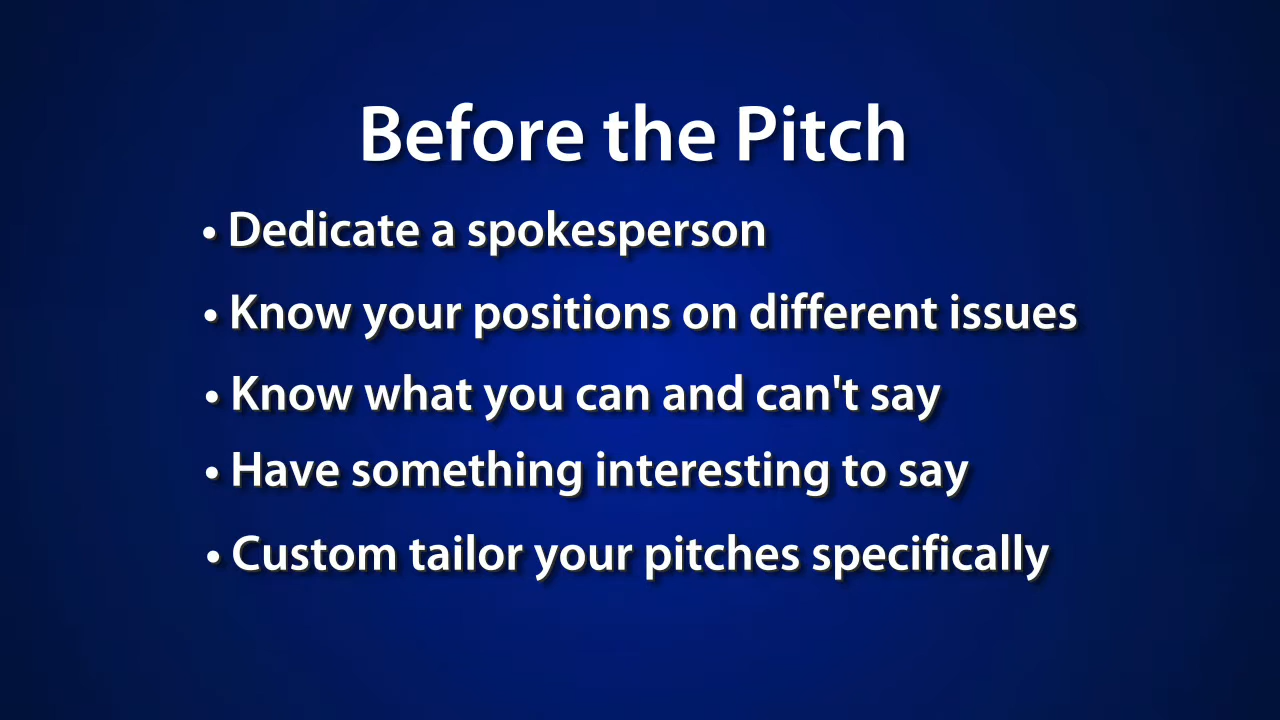 Before the Pitch
• Dedicate a spokesperson
• Know your positions on different issues
• Know what you can and can't say
• Have something interesting to say
• Custom tailor your pitches specifically